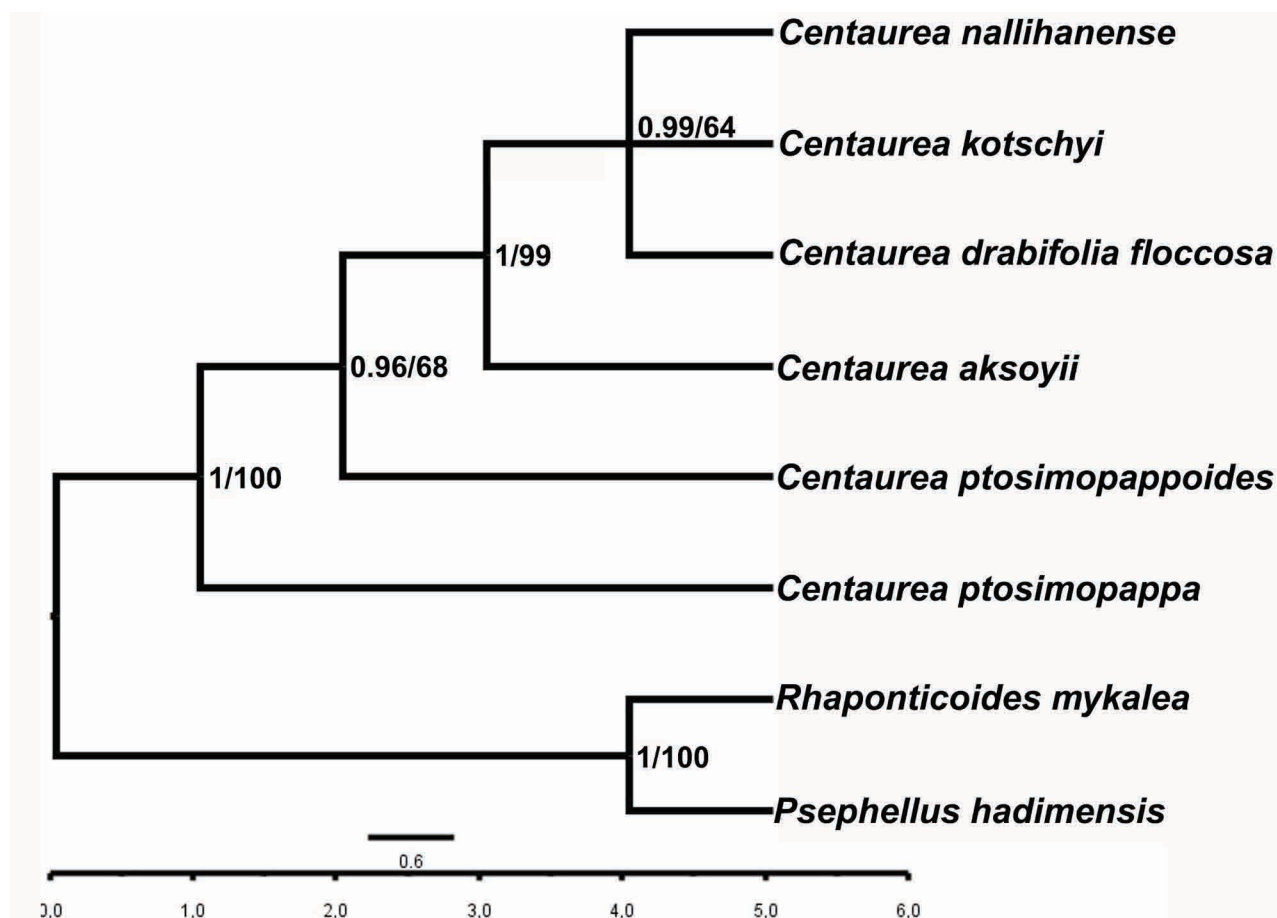 Centaurea nallihanense
0.99/64
Centaurea kotschyi
1/99
Centaurea drabifolia floccosa
0.96/68
Centaurea aksoyii
1/100
Centaurea ptosimopappoides
Centaurea ptosimopappa
Rhaponticoides mykalea
1/100
Psephellus hadimensis
0.6
0.0 1.0 2.0 3.0 4.0 5.0 6.0